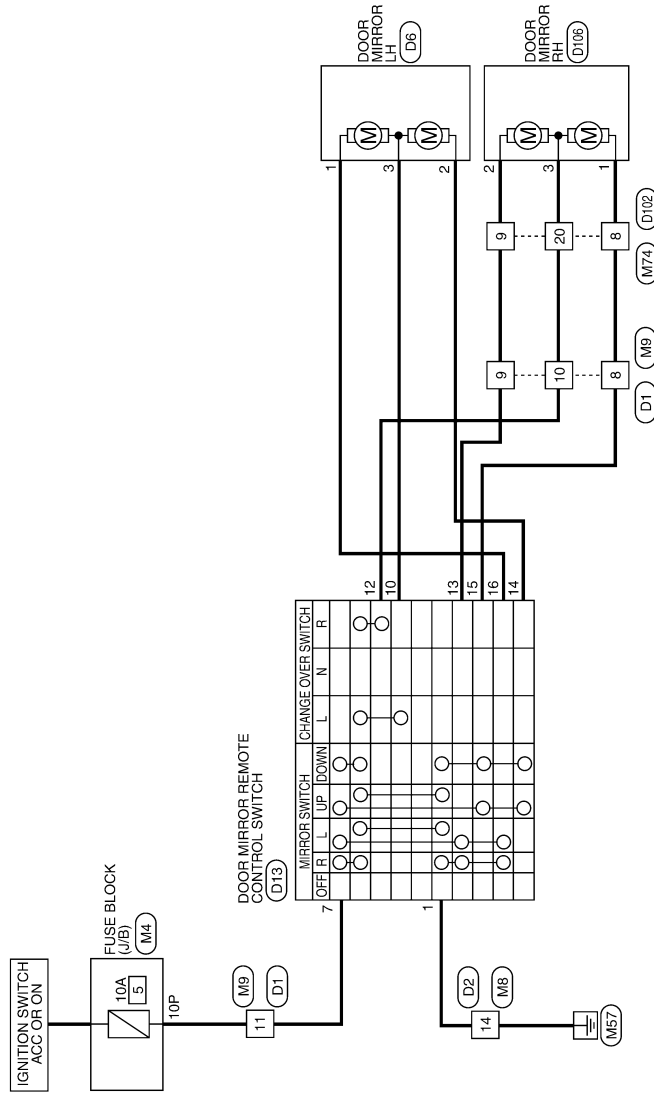 IGNITION SWITCH
ACC OR ON
FUSE BLOCK
(J/B)
M4
10A
5
10P
M9
D1
11
D2
M8
14
M57
DOOR MIRROR REMOTE
CONTROL SWITCH
D13
7
1
MIRROR SWITCH
CHANGE OVER SWITCH
OFF R L UP DOWN L N R
12
10
13
15
16
14
9
10
8
D1
M9
9
20
8
M74
D102
DOOR
MIRROR
LH
D6
1
3
2
M
M
DOOR
MIRROR
RH
D106
2
3
1
M
M